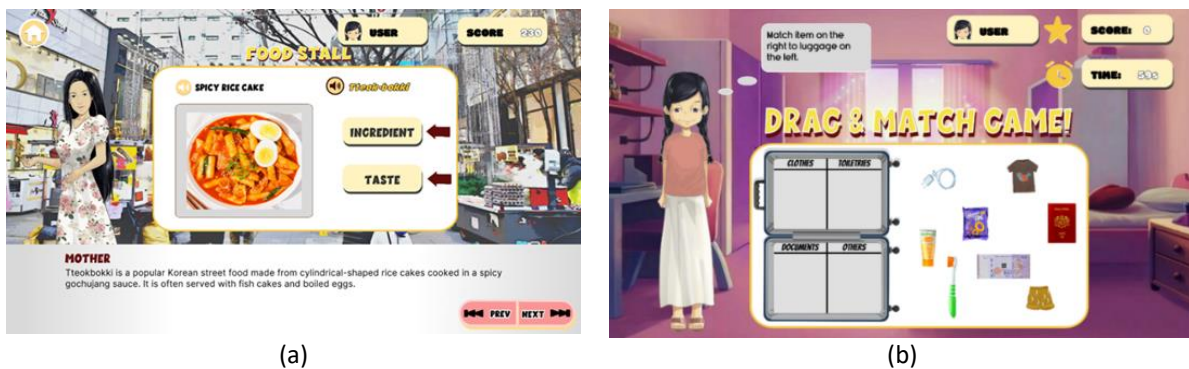 USER
SCORE 230
FOOD STALL
SPICY RICE CAKE
Tteok-bokki
INGREDIENT
TASTE
MOTHER
Tteokbokki is a popular Korean street food made from cylindrical-shaped rice cakes cooked in a spicy
gochujang sauce. It is often served with fish cakes and boiled eggs.
PREV NEXT
(a)
Match item on the
right to luggage on
the left.
USER
SCORE: 0
TIME: 59s
DRAG & MATCH GAME!
CLOTHES TOILETRIES
DOCUMENTS OTHERS
(b)